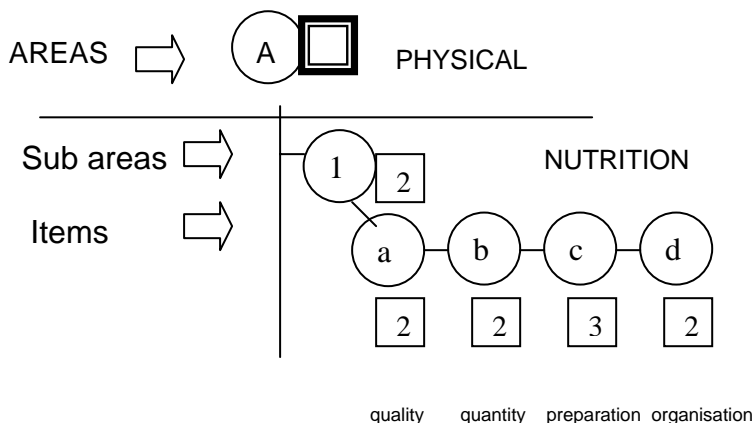 AREAS A PHYSICAL
Sub areas 1 2 NUTRITION
Items
a b c d
2 2 3 2
quality quantity preparation organisation